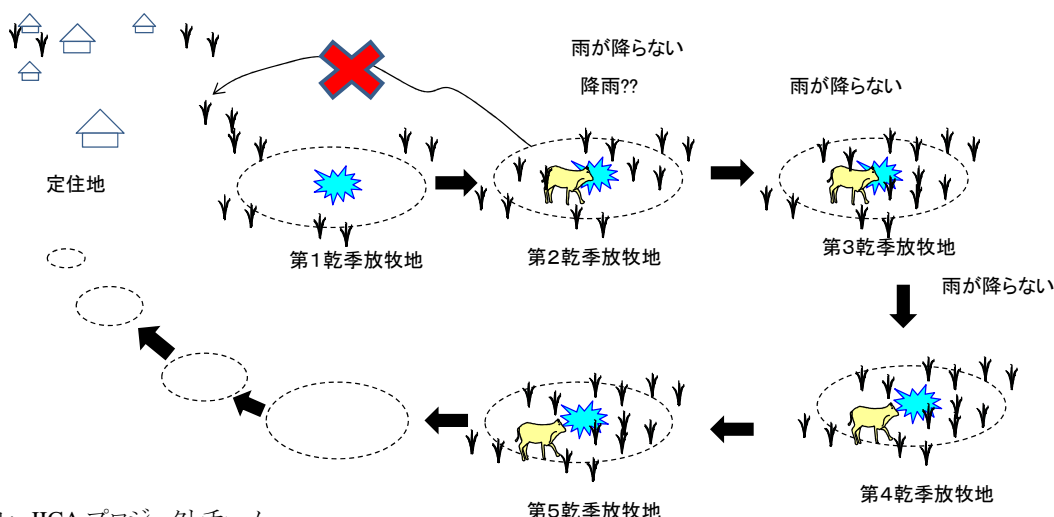 雨が降らない
降雨??
雨が降らない
定住地
第1乾季放牧地
第2乾季放牧地
第3乾季放牧地
雨が降らない
第4乾季放牧地
第5乾季放牧地
JICA プロジェクトチーム